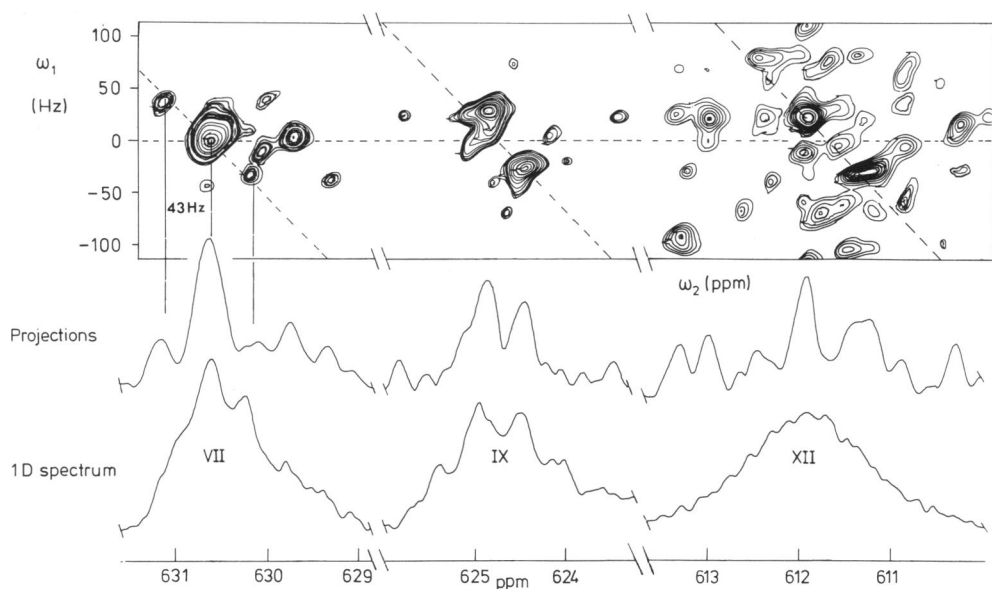 100
ω₁
50
(Hz)
0
-50
43Hz
-100
ω₂ (ppm)
Projections
1D spectrum
VII
IX
XII
631
630
629
625
ppm
624
613
612
611